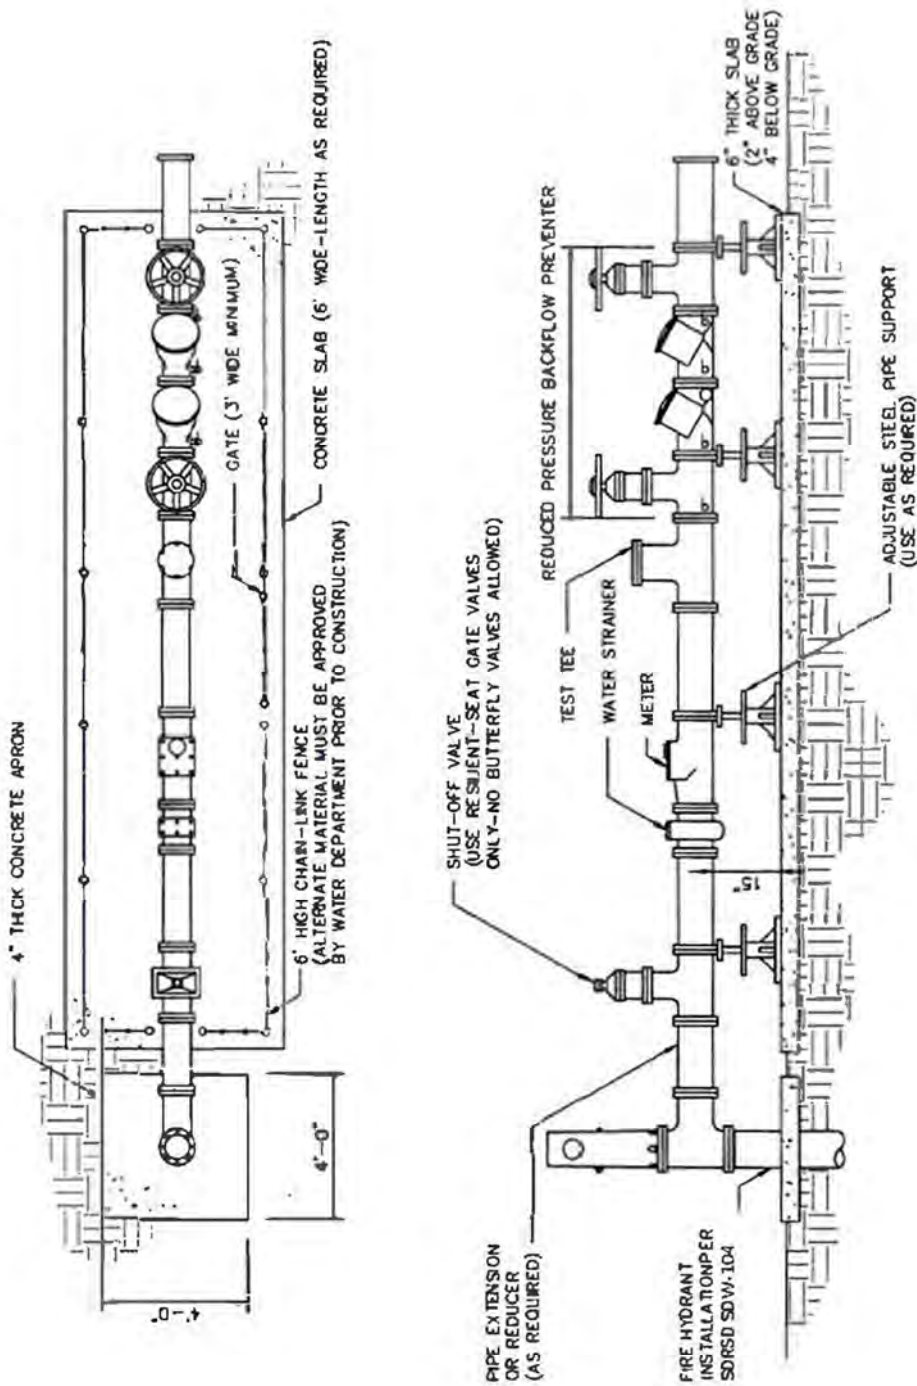 4" THICK CONCRETE APRON
CONCRETE SLAB (6' WIDE-LENGTH AS REQUIRED)
GATE (3' WIDE MINIMUM)
6' HIGH CHAIN-LINK FENCE
(ALTERNATE MATERIAL MUST BE APPROVED
BY WATER DEPARTMENT PRIOR TO CONSTRUCTION)
4'-0"
4'-0"
SHUT-OFF VALVE
(USE RESILIENT-SEAT GATE VALVES
ONLY-NO BUTTERFLY VALVES ALLOWED)
REDUCED PRESSURE BACKFLOW PREVENTER
TEST TEE
WATER STRAINER
METER
6" THICK SLAB
(2" ABOVE GRADE
4" BELOW GRADE)
15"
PIPE EXTENSION
OR REDUCER
(AS REQUIRED)
FIRE HYDRANT
INSTALLATIONPER
SDRSD SDW-104
ADJUSTABLE STEEL PIPE SUPPORT
(USE AS REQUIRED)